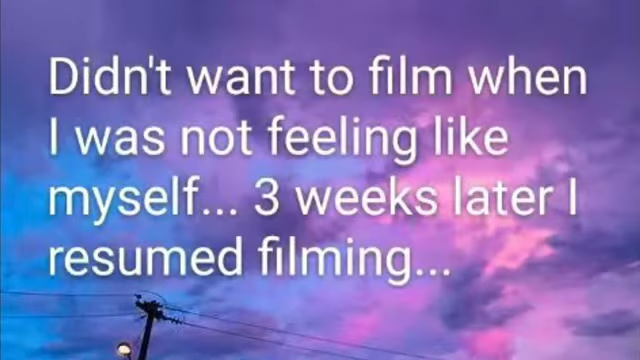 Didn't want to film when
I was not feeling like
myself... 3 weeks later I
resumed filming...